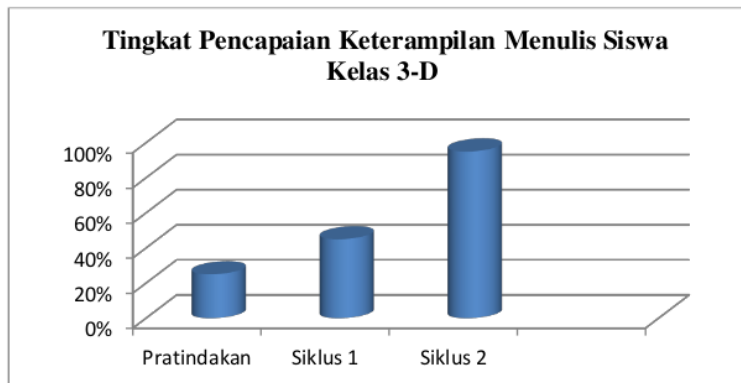 Tingkat Pencapaian Keterampilan Menulis Siswa
Kelas 3-D
100%
80%
60%
40%
20%
0%
Pratindakan Siklus 1 Siklus 2